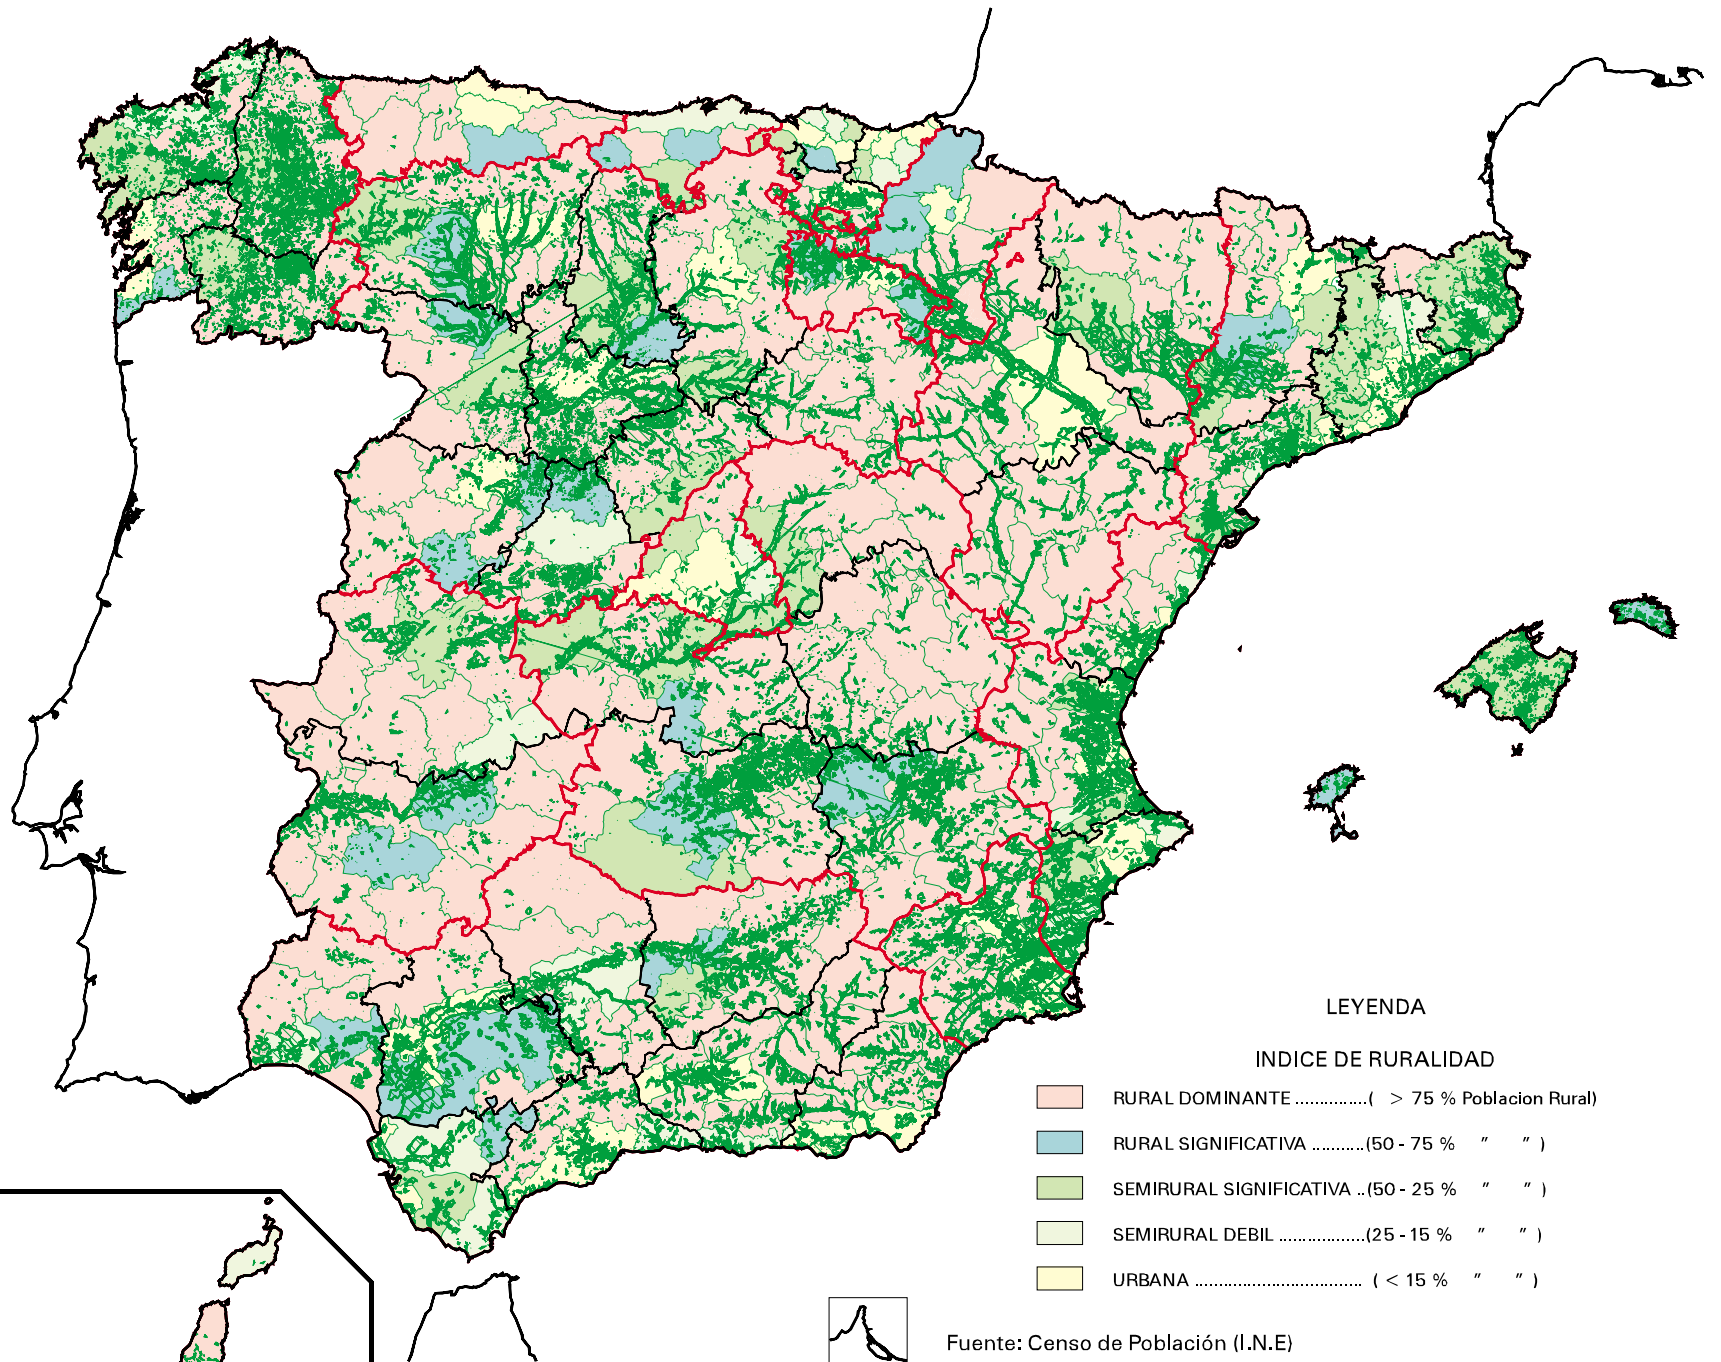 LEYENDA
INDICE DE RURALIDAD
RURAL DOMINANTE ..............( > 75 % Poblacion Rural)
RURAL SIGNIFICATIVA ..........(50 - 75 % " " )
SEMIRURAL SIGNIFICATIVA ..(50 - 25 % " " )
SEMIRURAL DEBIL .................(25 - 15 % " " )
URBANA ................................. ( < 15 % " " )
Fuente: Censo de Población (I.N.E)